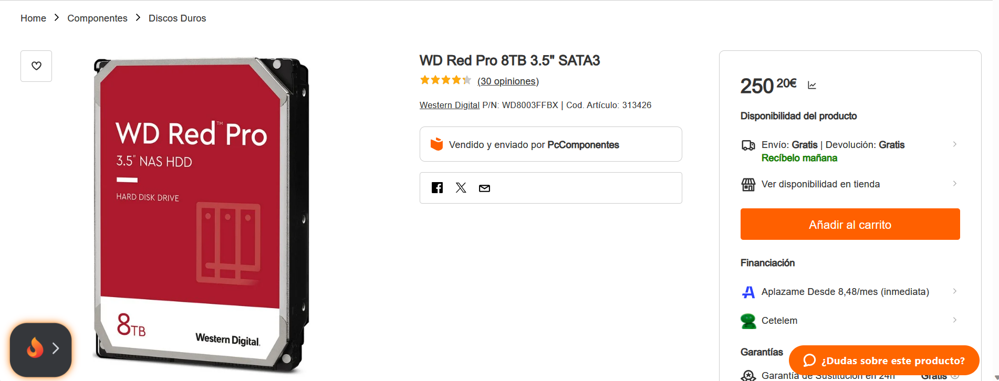 Home > Componentes > Discos Duros
WD Red™ Pro
3.5" NAS HDD
HARD DISK DRIVE
8TB
Western Digital.
WD Red Pro 8TB 3.5" SATA3
(30 opiniones)
Western Digital P/N: WD8003FFBX | Cod. Artículo: 313426
Vendido y enviado por PcComponentes
250 20€
Disponibilidad del producto
Envío: Gratis | Devolución: Gratis
Recíbelo mañana
Ver disponibilidad en tienda
Añadir al carrito
Financiación
Aplazame Desde 8,48/mes (inmediata)
Cetelem
Garantías
¿Dudas sobre este producto?
Garantía de Sustitución en 24h Gratis